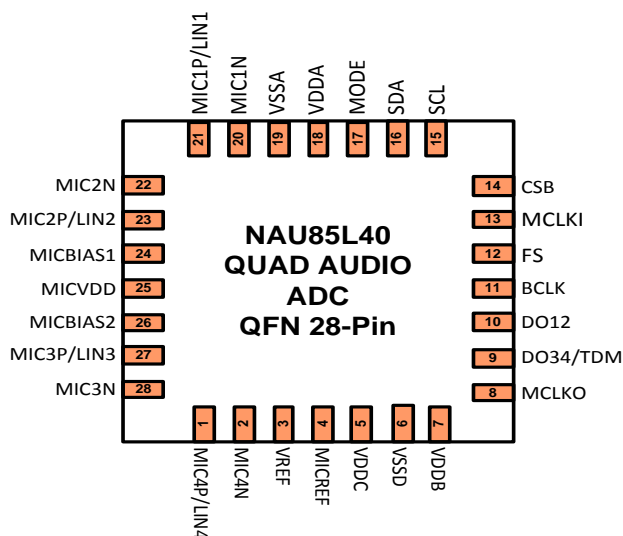 MIC1P/LIN1
MIC1N
VSSA
VDDA
MODE
SDA
SCL
21
20
19
18
17
16
15
MIC2N 22
MIC2P/LIN2 23
MICBIAS1 24
MICVDD 25
MICBIAS2 26
MIC3P/LIN3 27
MIC3N 28
NAU85L40
QUAD AUDIO
ADC
QFN 28-Pin
14 CSB
13 MCLKI
12 FS
11 BCLK
10 DO12
9 DO34/TDM
8 MCLKO
1
2
3
4
5
6
7
MIC4P/LIN4
MIC4N
VREF
MICREF
VDDC
VSSD
VDDB